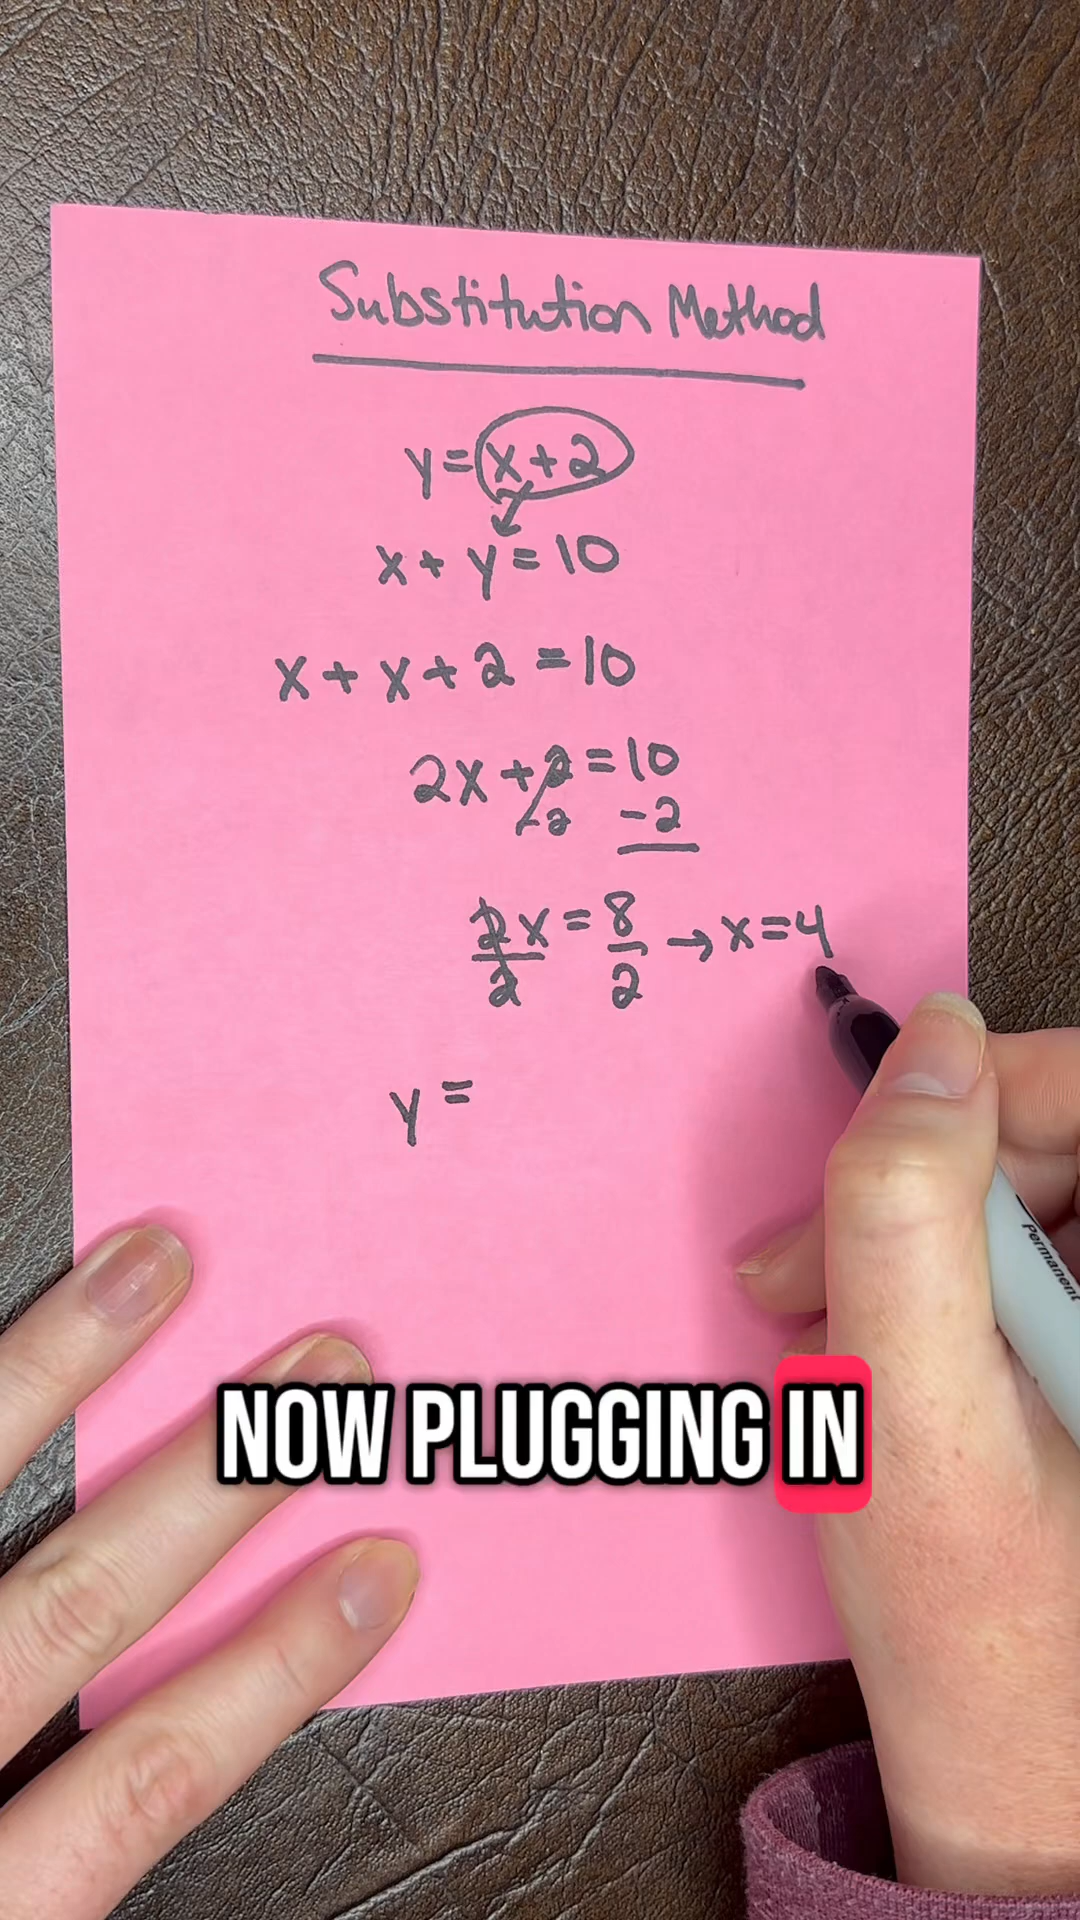 Substitution Method
y = x + 2
x + y = 10
x + x + 2 = 10
2x + 2 = 10
-2 -2
2x = 8 → x = 4
2 2
y =
Permanent
NOW PLUGGING IN